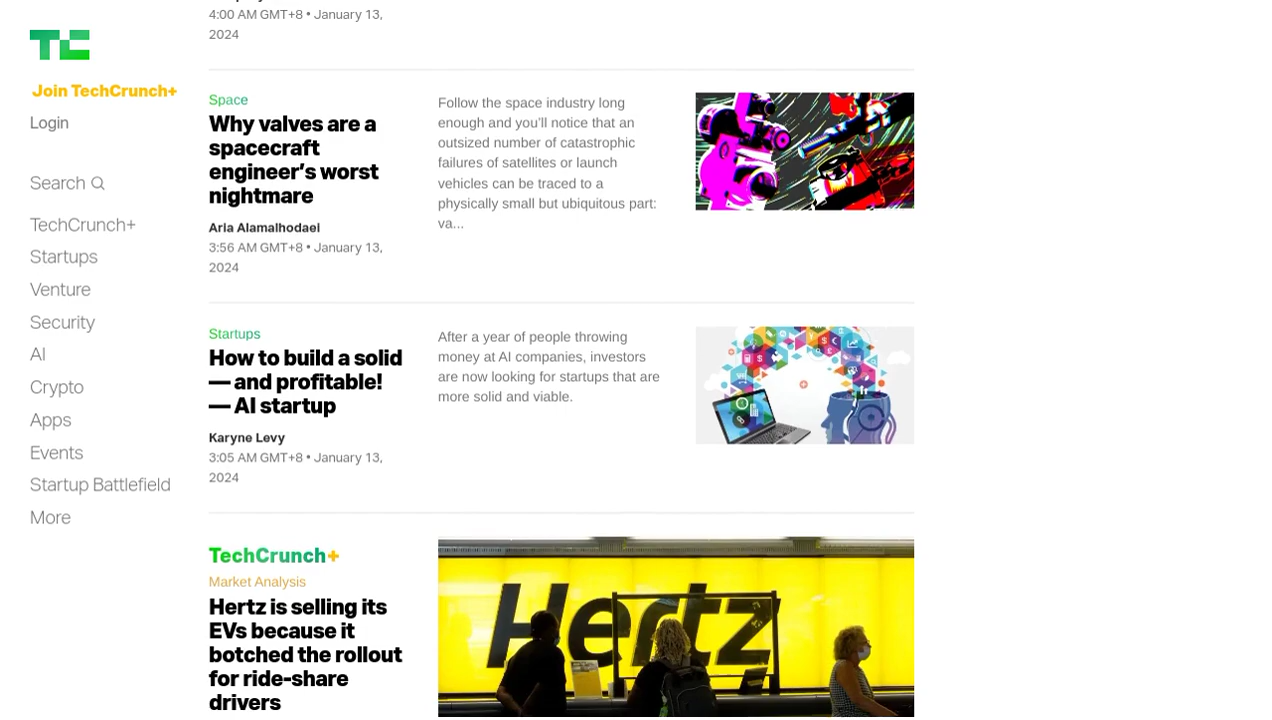 4:00 AM GMT+8 • January 13,
2024
TC
Join TechCrunch+
Login
Search
TechCrunch+
Startups
Venture
Security
AI
Crypto
Apps
Events
Startup Battlefield
More
Space
Why valves are a
spacecraft
engineer’s worst
nightmare
Aria Alamalhodaei
3:56 AM GMT+8 • January 13,
2024
Follow the space industry long
enough and you’ll notice that an
outsized number of catastrophic
failures of satellites or launch
vehicles can be traced to a
physically small but ubiquitous part:
va...
Startups
How to build a solid
— and profitable!
— AI startup
Karyne Levy
3:05 AM GMT+8 • January 13,
2024
After a year of people throwing
money at AI companies, investors
are now looking for startups that are
more solid and viable.
TechCrunch+
Market Analysis
Hertz is selling its
EVs because it
botched the rollout
for ride-share
drivers
Hertz